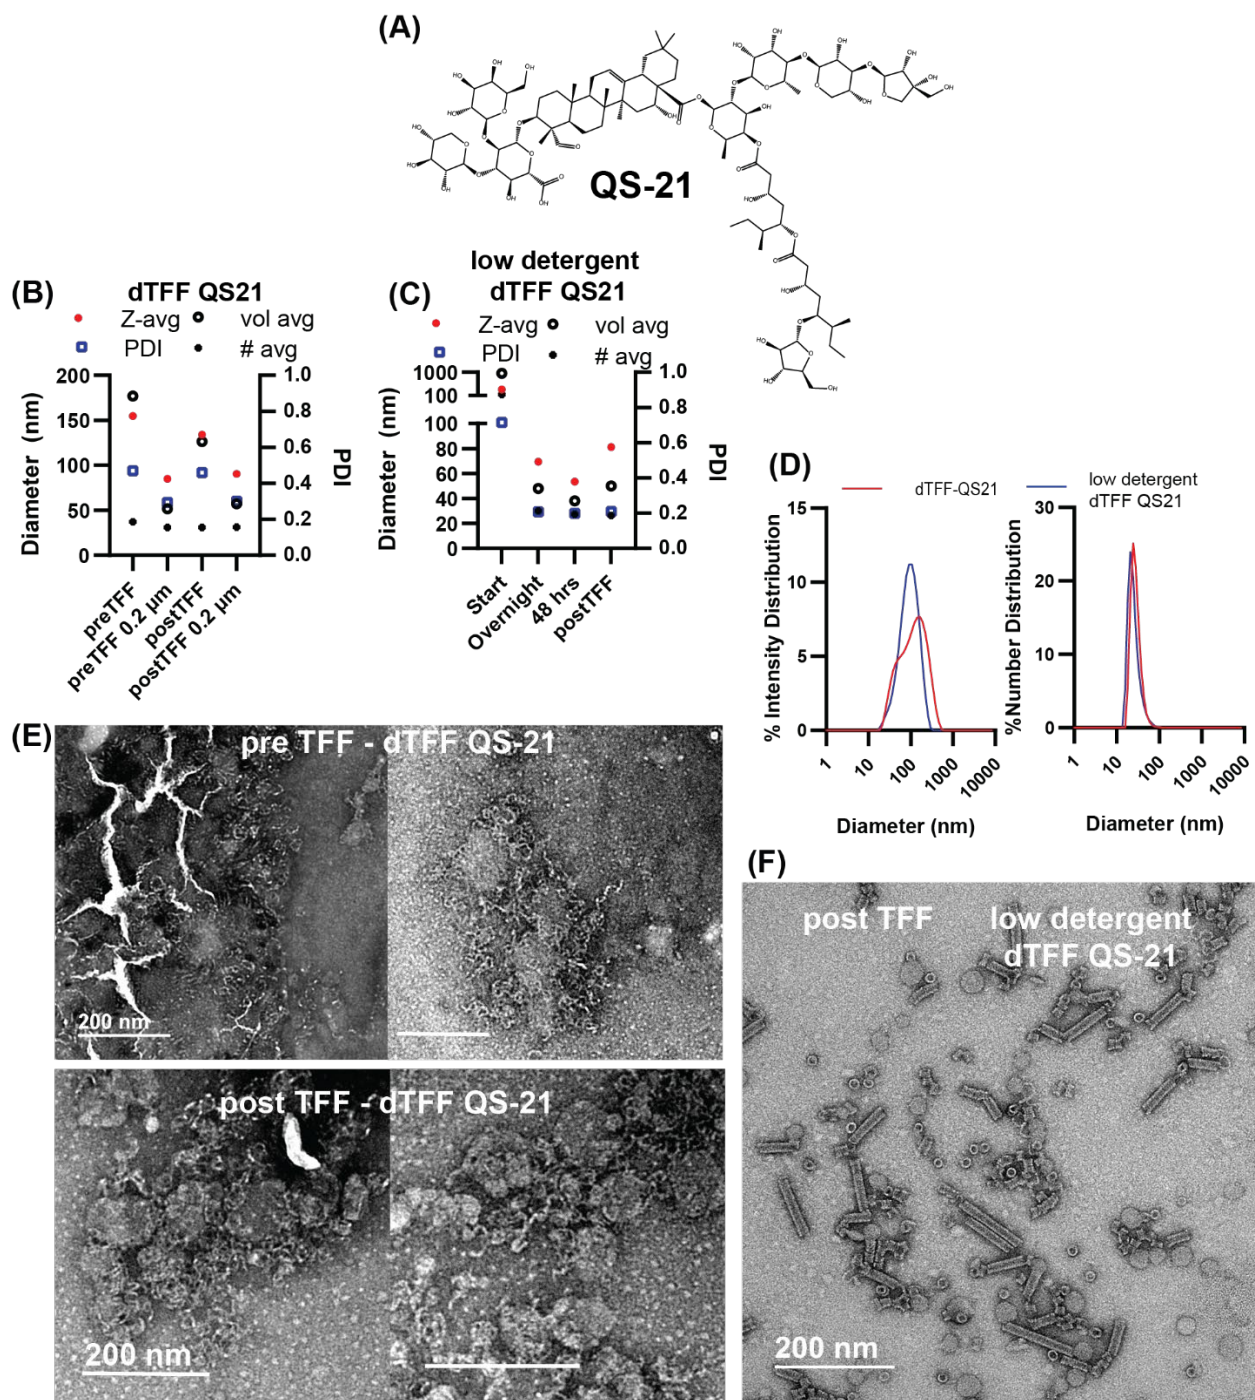 (A)
QS-21
(B)
dTFF QS21
Z-avg
vol avg
PDI
# avg
200
150
100
50
0
Diameter (nm)
1.0
0.8
0.6
0.4
0.2
0.0
PDI
preTFF
preTFF 0.2 µm
postTFF
postTFF 0.2 µm
(C)
low detergent
dTFF QS21
Z-avg
vol avg
PDI
# avg
1000
100
100
80
60
40
20
0
Diameter (nm)
1.0
0.8
0.6
0.4
0.2
0.0
PDI
Start
Overnight
48 hrs
postTFF
(D)
dTFF-QS21
low detergent
dTFF QS21
% Intensity Distribution
15
10
5
0
1
10
100
1000
10000
Diameter (nm)
%Number Distribution
30
20
10
0
1
10
100
1000
10000
Diameter (nm)
(E)
pre TFF - dTFF QS-21
200 nm
post TFF - dTFF QS-21
200 nm
(F)
post TFF
low detergent
dTFF QS-21
200 nm